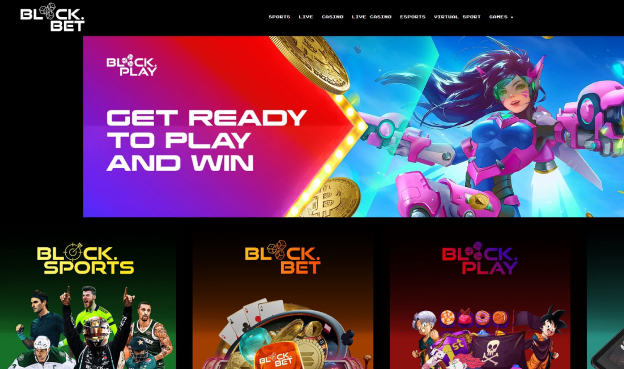 BLOCK.
BET
SPORTS LIVE CASINO LIVE CASINO ESPORTS VIRTUAL SPORT GAMES
BLOCK.
PLAY
GET READY
TO PLAY
AND WIN
BLOCK.
SPORTS
BLOCK.
BET
BLOCK.
PLAY
BLOCK.
BET